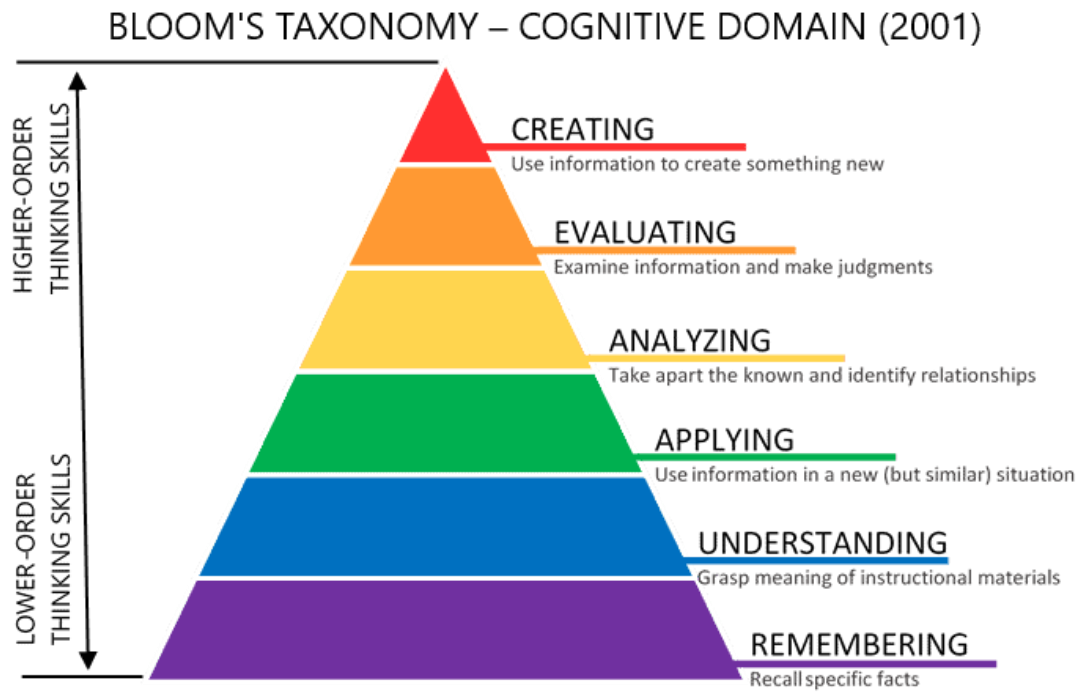 BLOOM'S TAXONOMY – COGNITIVE DOMAIN (2001)
HIGHER-ORDER
THINKING SKILLS
LOWER-ORDER
THINKING SKILLS
CREATING
Use information to create something new
EVALUATING
Examine information and make judgments
ANALYZING
Take apart the known and identify relationships
APPLYING
Use information in a new (but similar) situation
UNDERSTANDING
Grasp meaning of instructional materials
REMEMBERING
Recall specific facts